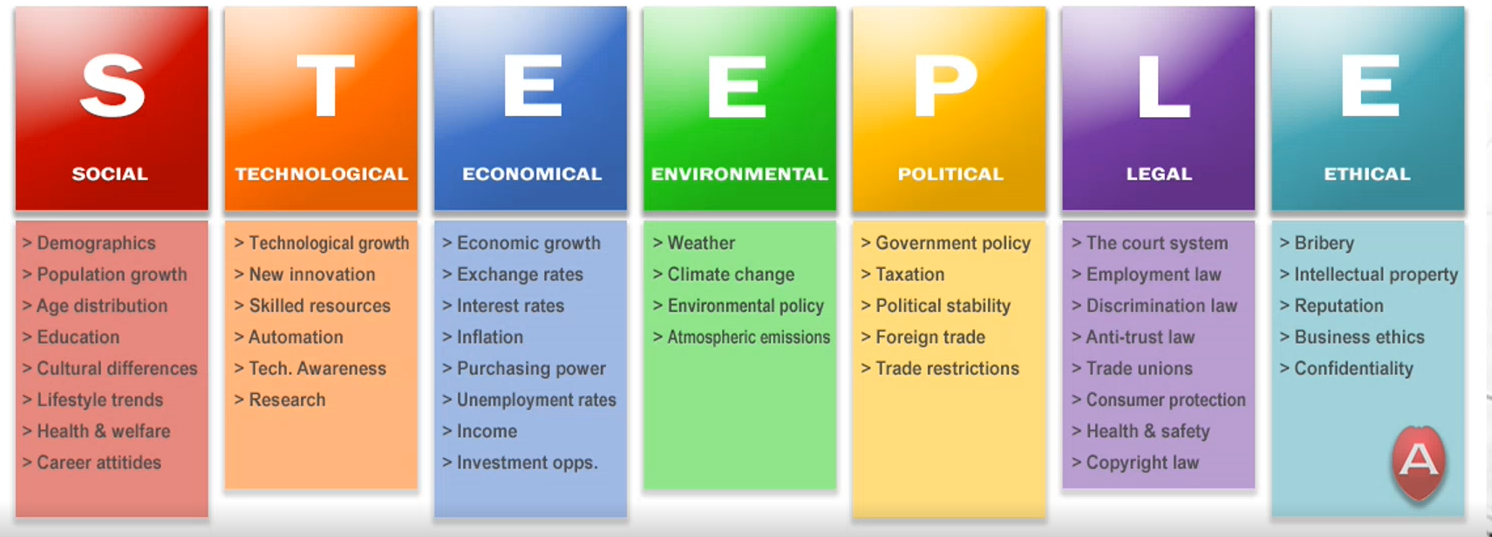 S
SOCIAL
> Demographics
> Population growth
> Age distribution
> Education
> Cultural differences
> Lifestyle trends
> Health & welfare
> Career attitides
T
TECHNOLOGICAL
> Technological growth
> New innovation
> Skilled resources
> Automation
> Tech. Awareness
> Research
E
ECONOMICAL
> Economic growth
> Exchange rates
> Interest rates
> Inflation
> Purchasing power
> Unemployment rates
> Income
> Investment opps.
E
ENVIRONMENTAL
> Weather
> Climate change
> Environmental policy
> Atmospheric emissions
P
POLITICAL
> Government policy
> Taxation
> Political stability
> Foreign trade
> Trade restrictions
L
LEGAL
> The court system
> Employment law
> Discrimination law
> Anti-trust law
> Trade unions
> Consumer protection
> Health & safety
> Copyright law
E
ETHICAL
> Bribery
> Intellectual property
> Reputation
> Business ethics
> Confidentiality
A